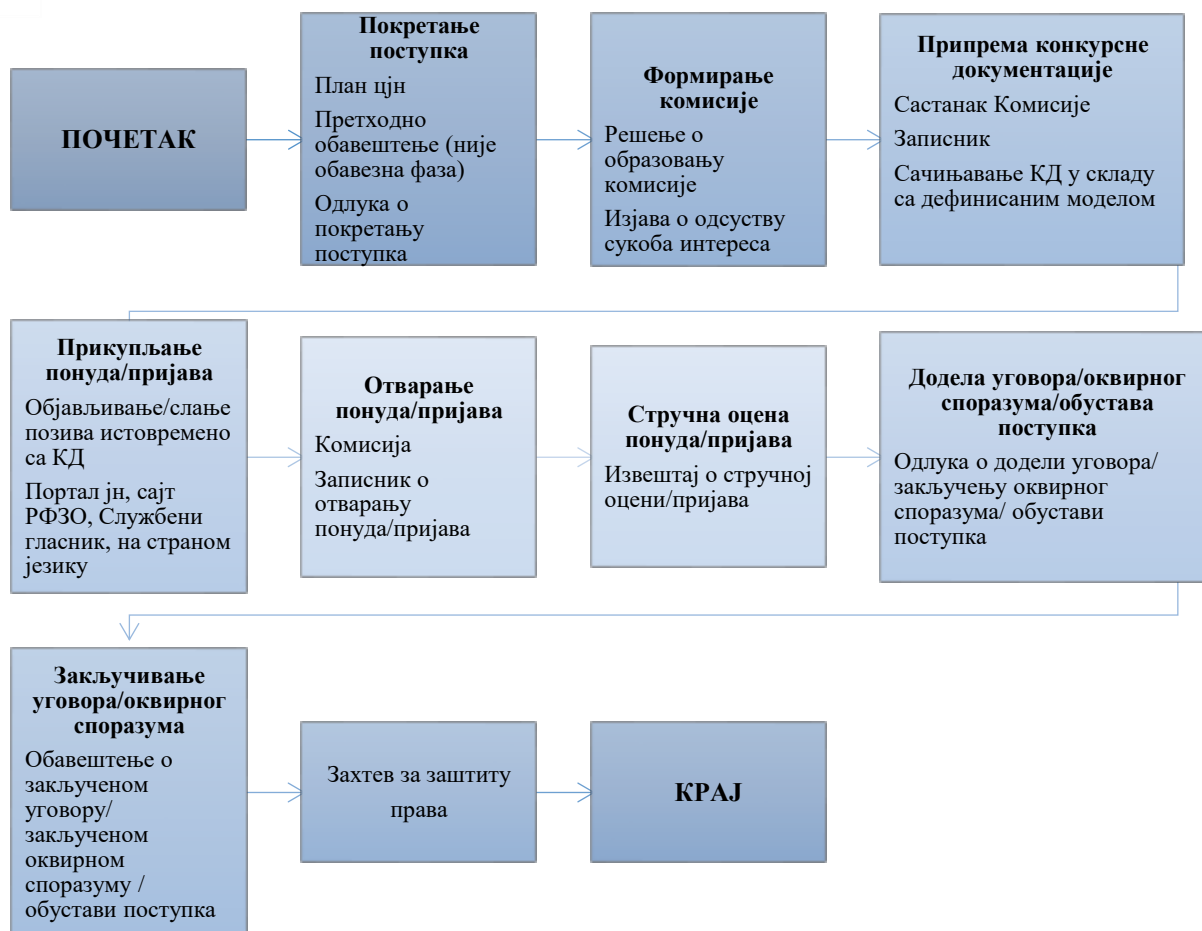 ПОЧЕТАК
Покретање
поступка
План цјн
Претходно
обавештење (није
обавезна фаза)
Одлука о
покретању
поступка
Формирање
комисије
Решење о
образовању
комисије
Изјава о одсуству
сукоба интереса
Припрема конкурсне
документације
Састанак Комисије
Записник
Сачињавање КД у складу
са дефинисаним моделом
Прикупљање
понуда/пријава
Објављивање/слање
позива истовремено
са КД
Портал јн, сајт
РФЗО, Службени
гласник, на страном
језику
Отварање
понуда/пријава
Комисија
Записник о
отварању
понуда/пријава
Стручна оцена
понуда/пријава
Извештај о стручној
оцени/пријава
Додела уговора/оквирног
споразума/обустава
поступка
Одлука о додели уговора/
закључењу оквирног
споразума/ обустави
поступка
Закључивање
уговора/оквирног
споразума
Обавештење о
закљученом
уговору/
закљученом
оквирном
споразуму /
обустави поступка
Захтев за заштиту
права
КРАЈ